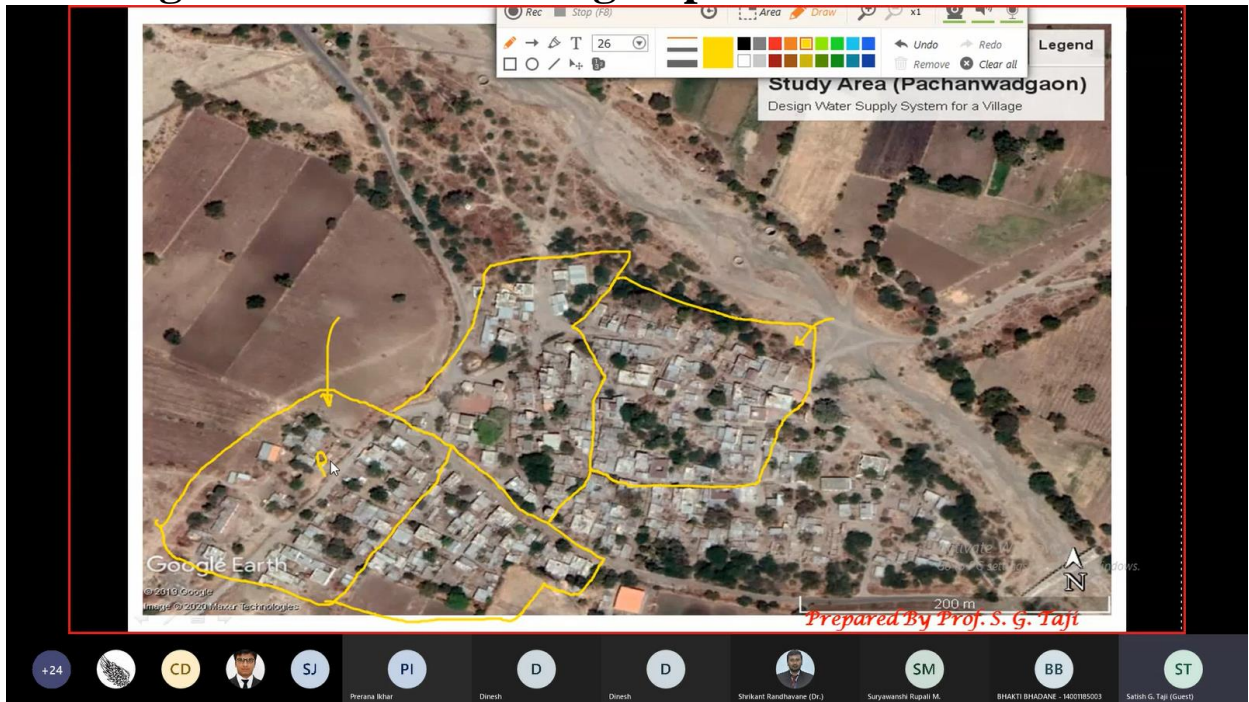 Rec Stop (F8) Area Draw x1
T 26 Undo Redo
Remove Clear all
Legend
Study Area (Pachanwadgaon)
Design Water Supply System for a Village
Google Earth
© 2019 Google
Image © 2020 Maxar Technologies
N
200 m
Prepared By Prof. S. G. Taji
+24 CD SJ PI D D SM BB ST
Prerana Ikhar Dinesh Dinesh Shrikant Randhavane (Dr.) Suryawanshi Rupali M. BHAKTI BHADANE - 14001185003 Satish G. Taji (Guest)